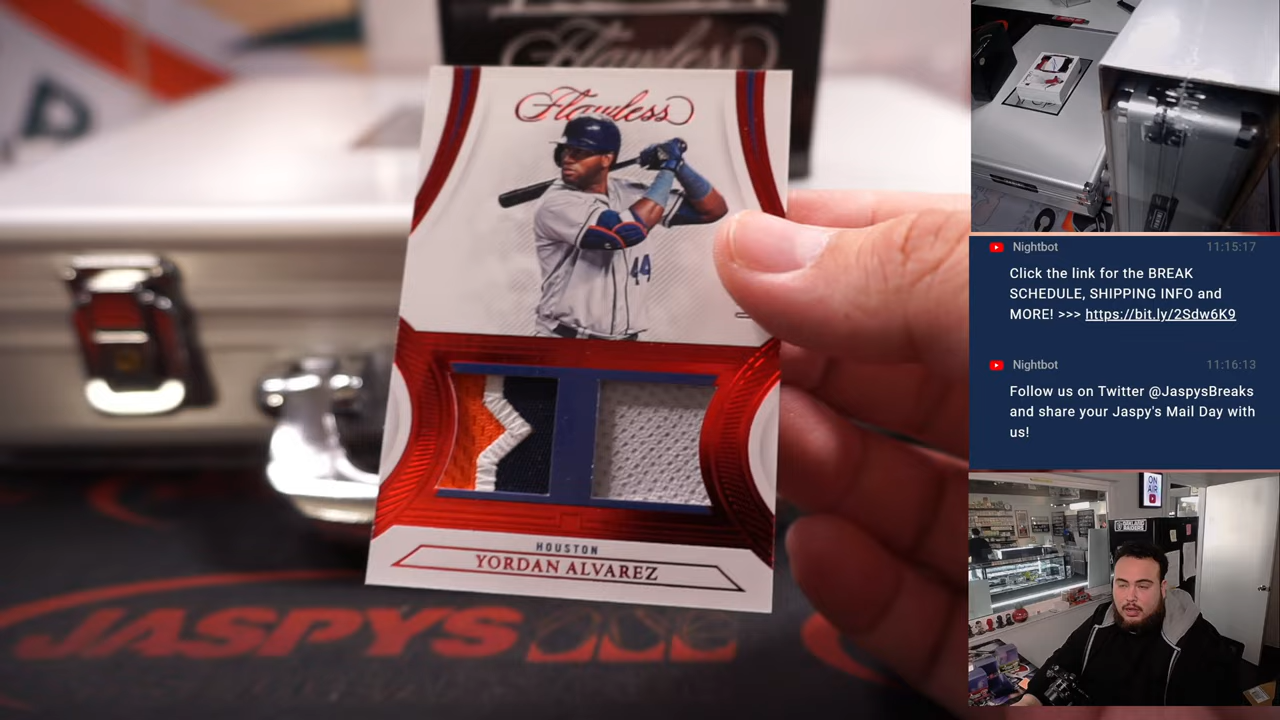 Flawless
Flawless
44
HOUSTON
YORDAN ALVAREZ
JASPYS
Nightbot 11:15:17
Click the link for the BREAK
SCHEDULE, SHIPPING INFO and
MORE! >>> https://bit.ly/2Sdw6K9
Nightbot 11:16:13
Follow us on Twitter @JaspysBreaks
and share your Jaspy's Mail Day with
us!
ON
AIR